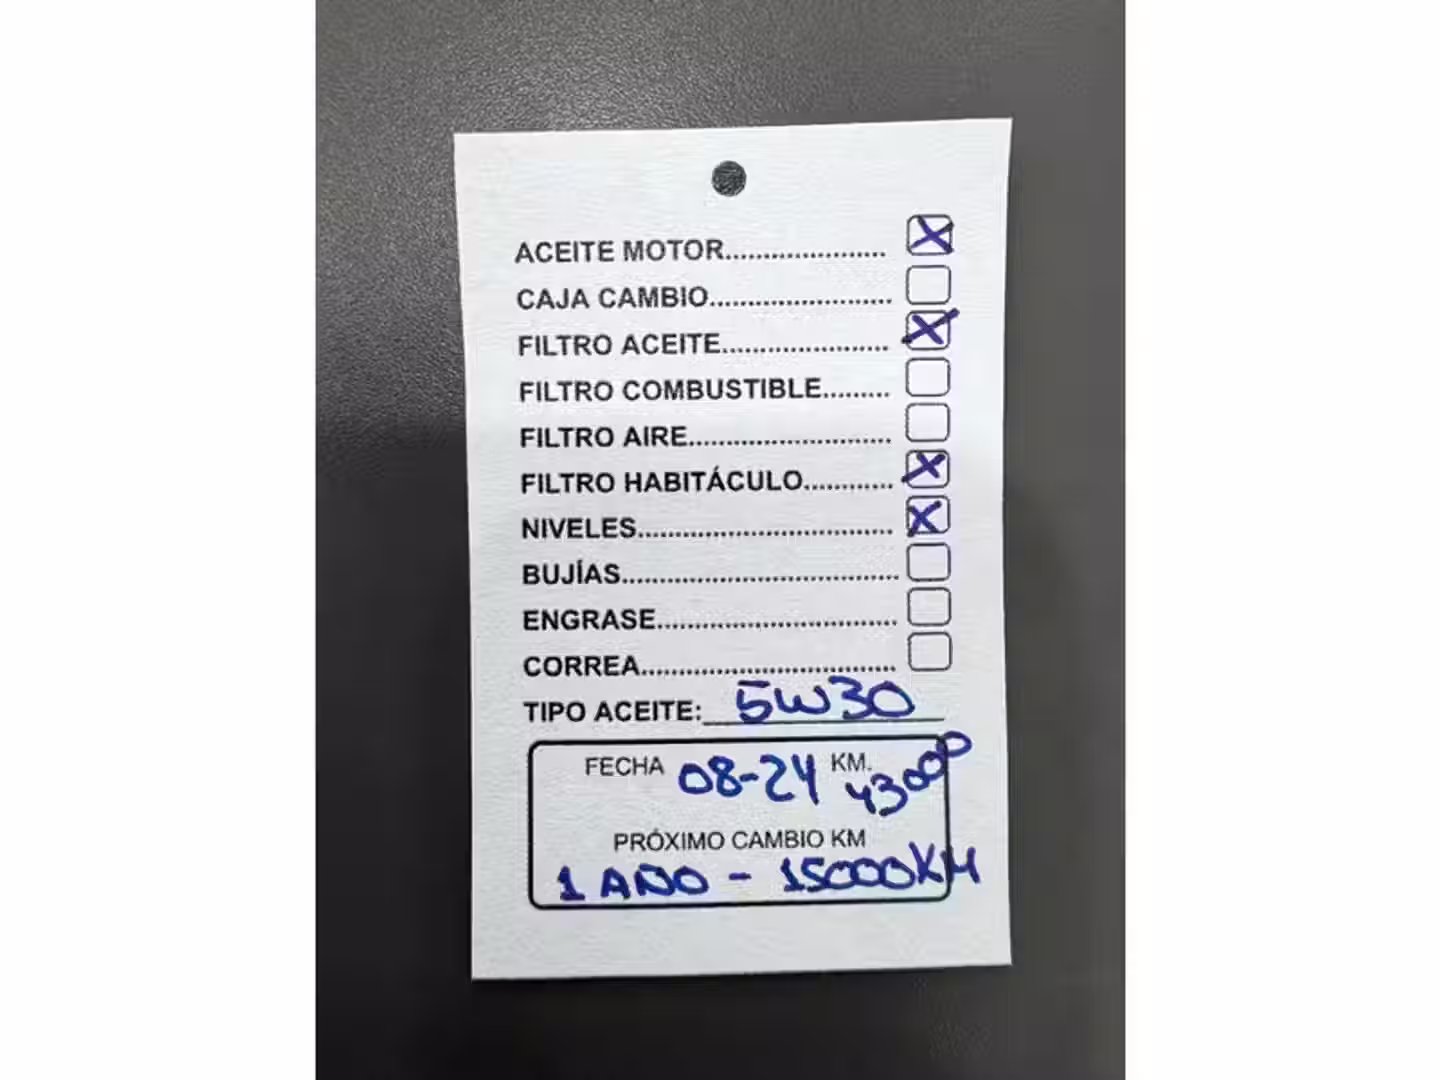 ACEITE MOTOR..................... X
CAJA CAMBIO........................
FILTRO ACEITE...................... X
FILTRO COMBUSTIBLE.........
FILTRO AIRE..........................
FILTRO HABITÁCULO............ X
NIVELES................................. X
BUJÍAS....................................
ENGRASE...............................
CORREA.................................
TIPO ACEITE: 5W30
FECHA 08-24 KM. 43000
PRÓXIMO CAMBIO KM
1 AÑO - 15000KM